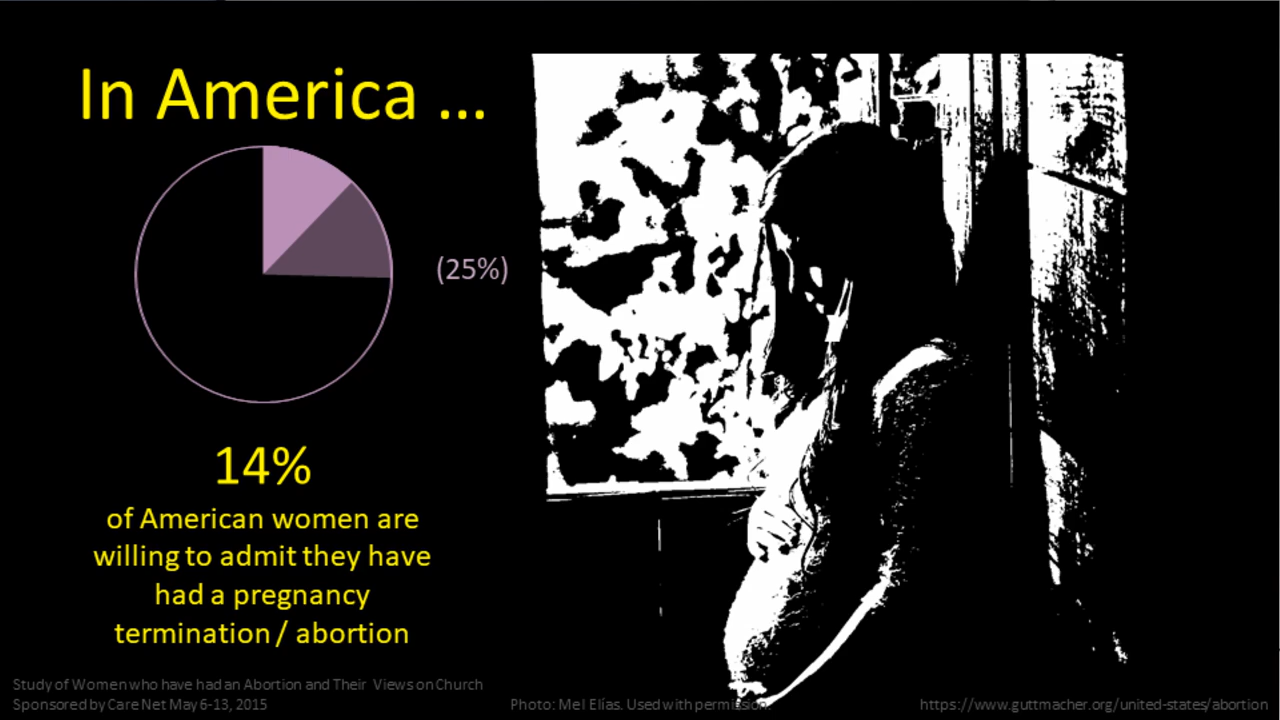 In America ...
(25%)
14%
of American women are
willing to admit they have
had a pregnancy
termination / abortion
Study of Women who have had an Abortion and Their Views on Church
Sponsored by Care Net May 6-13, 2015
Photo: Mel Elías. Used with permission.
https://www.guttmacher.org/united-states/abortion